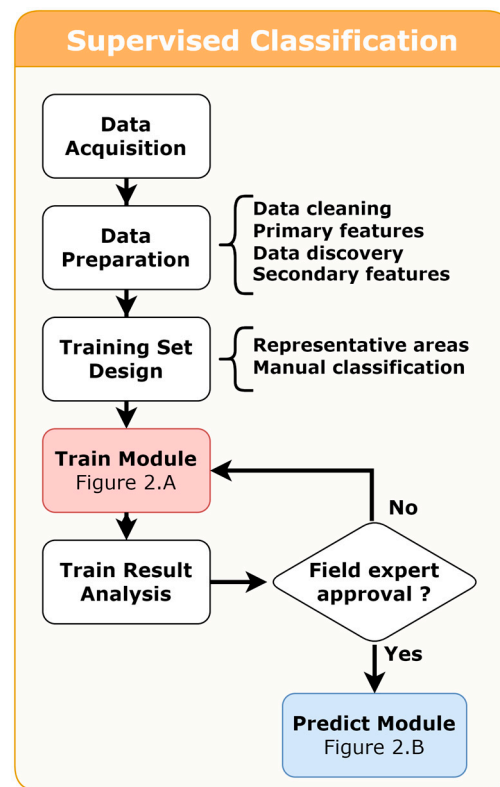 Supervised Classification
Data
Acquisition
Data
Preparation
Data cleaning
Primary features
Data discovery
Secondary features
Training Set
Design
Representative areas
Manual classification
Train Module
Figure 2.A
No
Train Result
Analysis
Field expert
approval ?
Yes
Predict Module
Figure 2.B